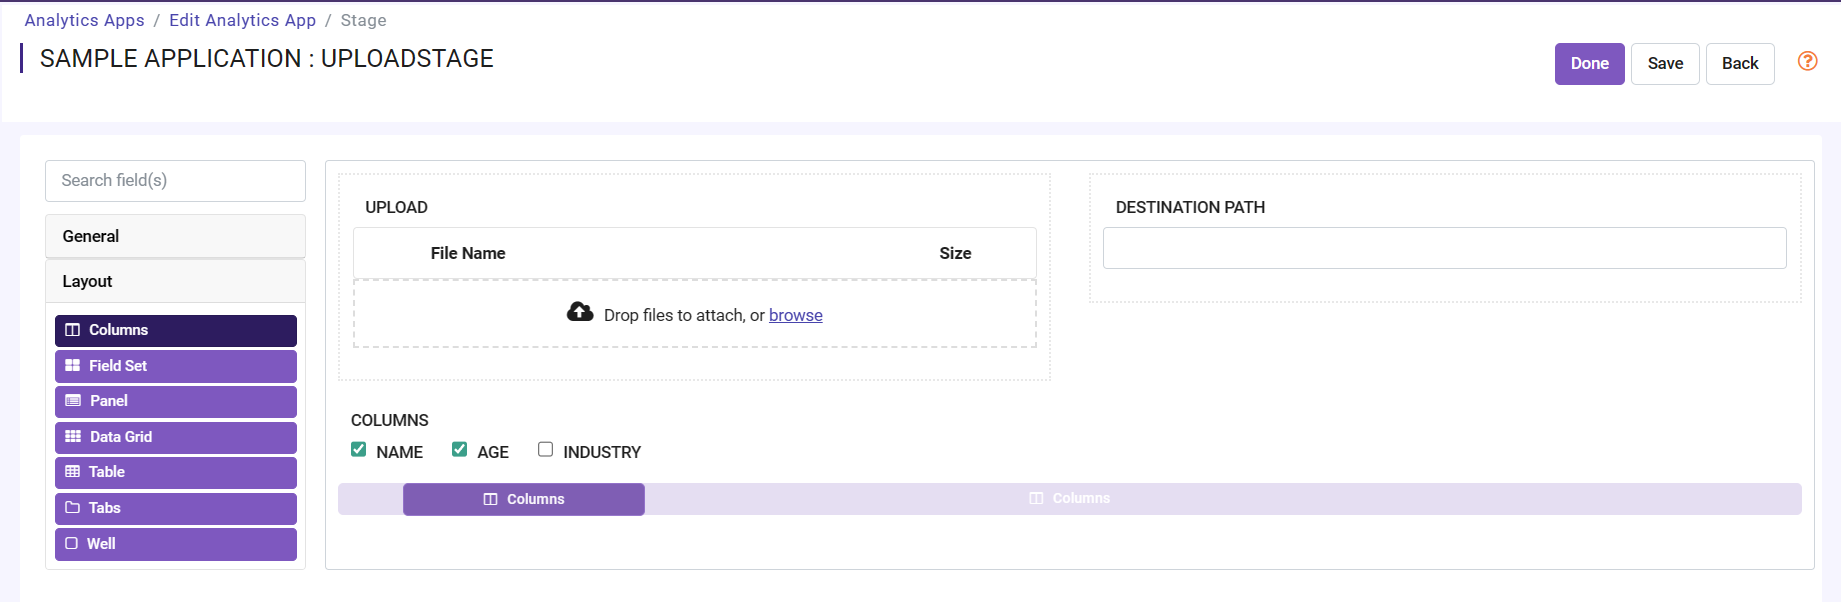 Analytics Apps / Edit Analytics App / Stage
SAMPLE APPLICATION : UPLOADSTAGE
Done
Save
Back
?
Search field(s)
General
Layout
Columns
Field Set
Panel
Data Grid
Table
Tabs
Well
UPLOAD
File Name Size
Drop files to attach, or browse
DESTINATION PATH
COLUMNS
NAME AGE INDUSTRY
Columns
Columns